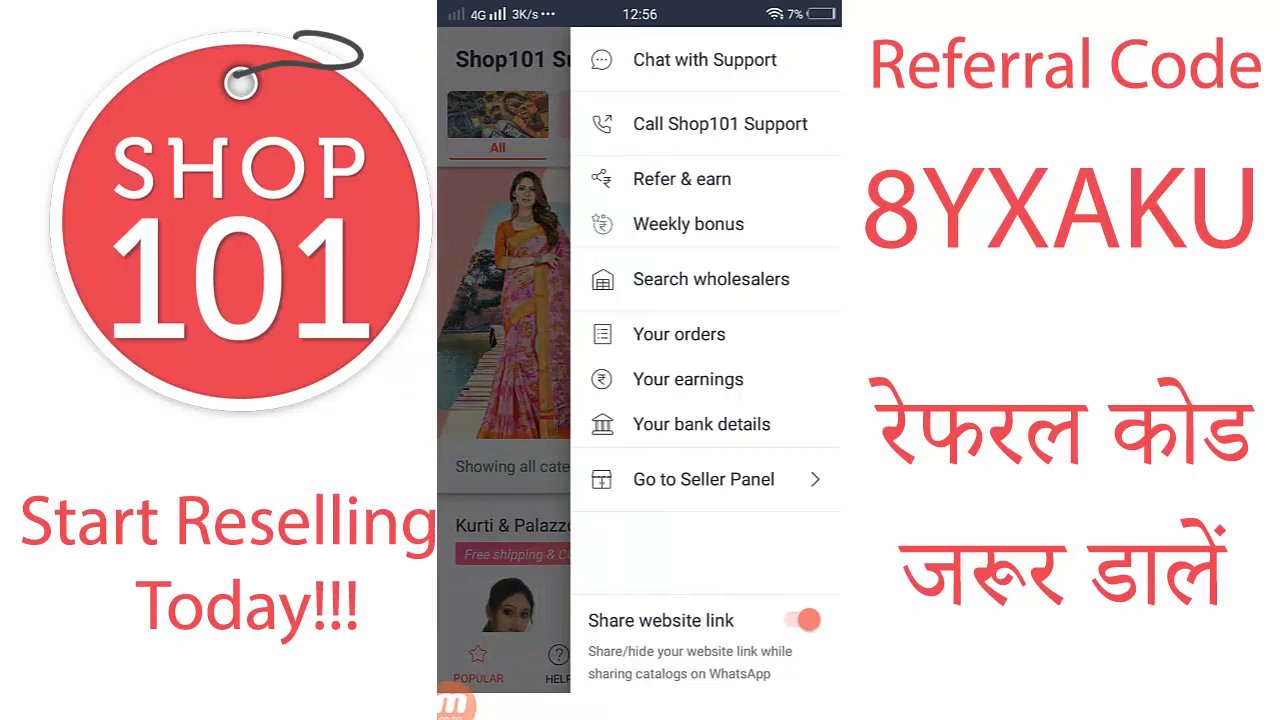 SHOP
101
Start Reselling
Today!!!
4G 3K/s••• 12:56 7%
Shop101 Su
All
Showing all cate
Kurti & Palazzo
Free shipping & C
POPULAR
HELP
Chat with Support
Call Shop101 Support
Refer & earn
Weekly bonus
Search wholesalers
Your orders
Your earnings
Your bank details
Go to Seller Panel
Share website link
Share/hide your website link while
sharing catalogs on WhatsApp
Referral Code
8YXAKU
रेफरल कोड
जरूर डालें